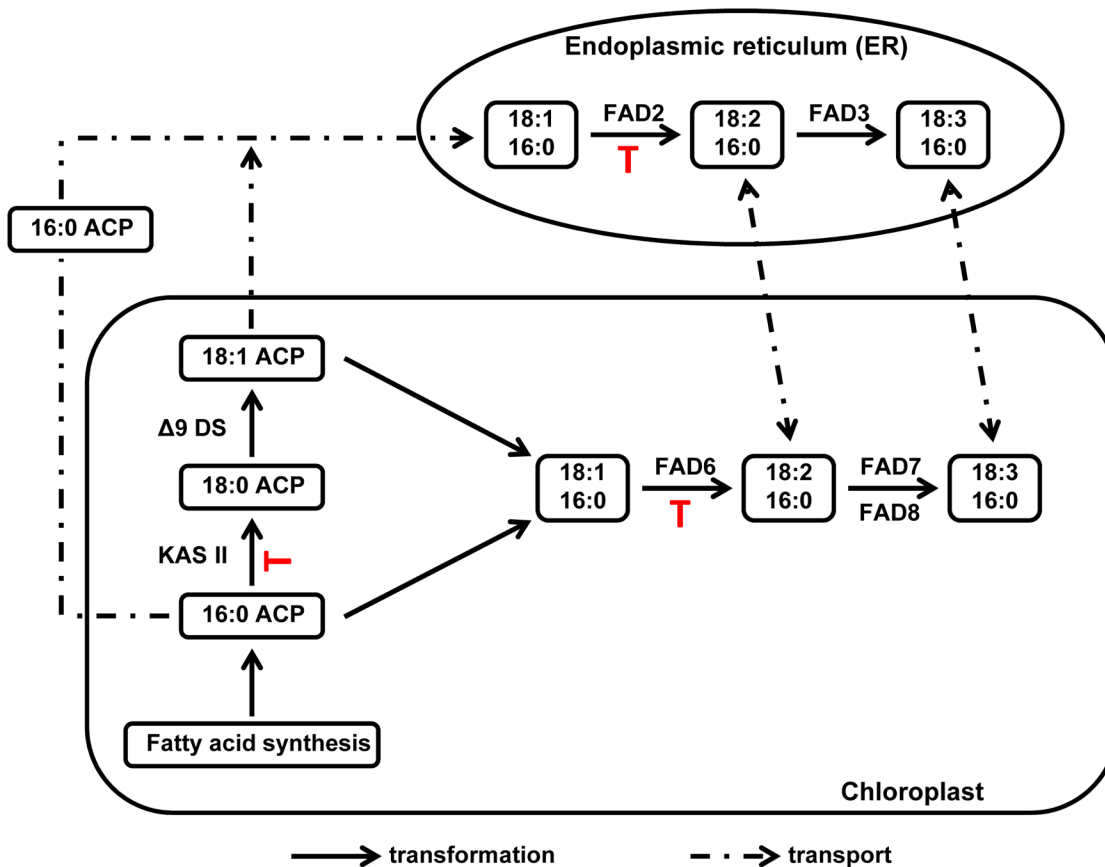 Endoplasmic reticulum (ER)
18:1
16:0
FAD2
18:2
16:0
FAD3
18:3
16:0
16:0 ACP
18:1 ACP
Δ9 DS
18:0 ACP
KAS II
16:0 ACP
Fatty acid synthesis
18:1
16:0
FAD6
18:2
16:0
FAD7
FAD8
18:3
16:0
Chloroplast
transformation
transport